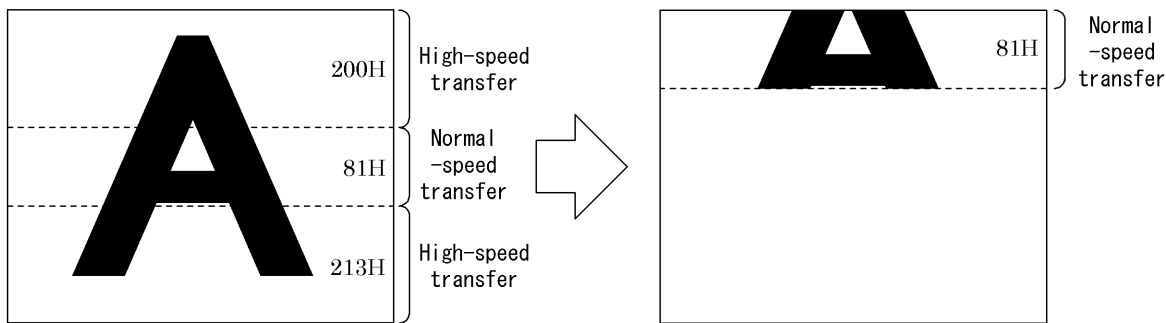 200H
High-speed
transfer
81H
Normal
-speed
transfer
213H
High-speed
transfer
81H
Normal
-speed
transfer